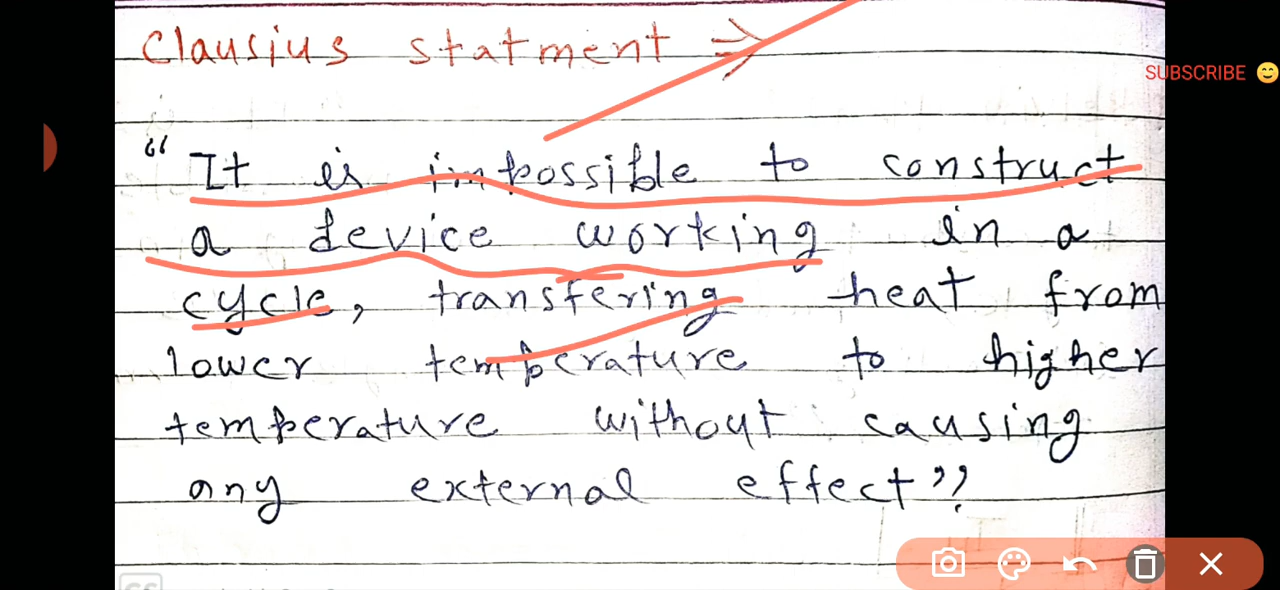 Clausius statment ⇒
SUBSCRIBE 😊
“ It is impossible to construct
a device working in a
cycle, transfering heat from
lower temperature to higher
temperature without causing
any external effect”